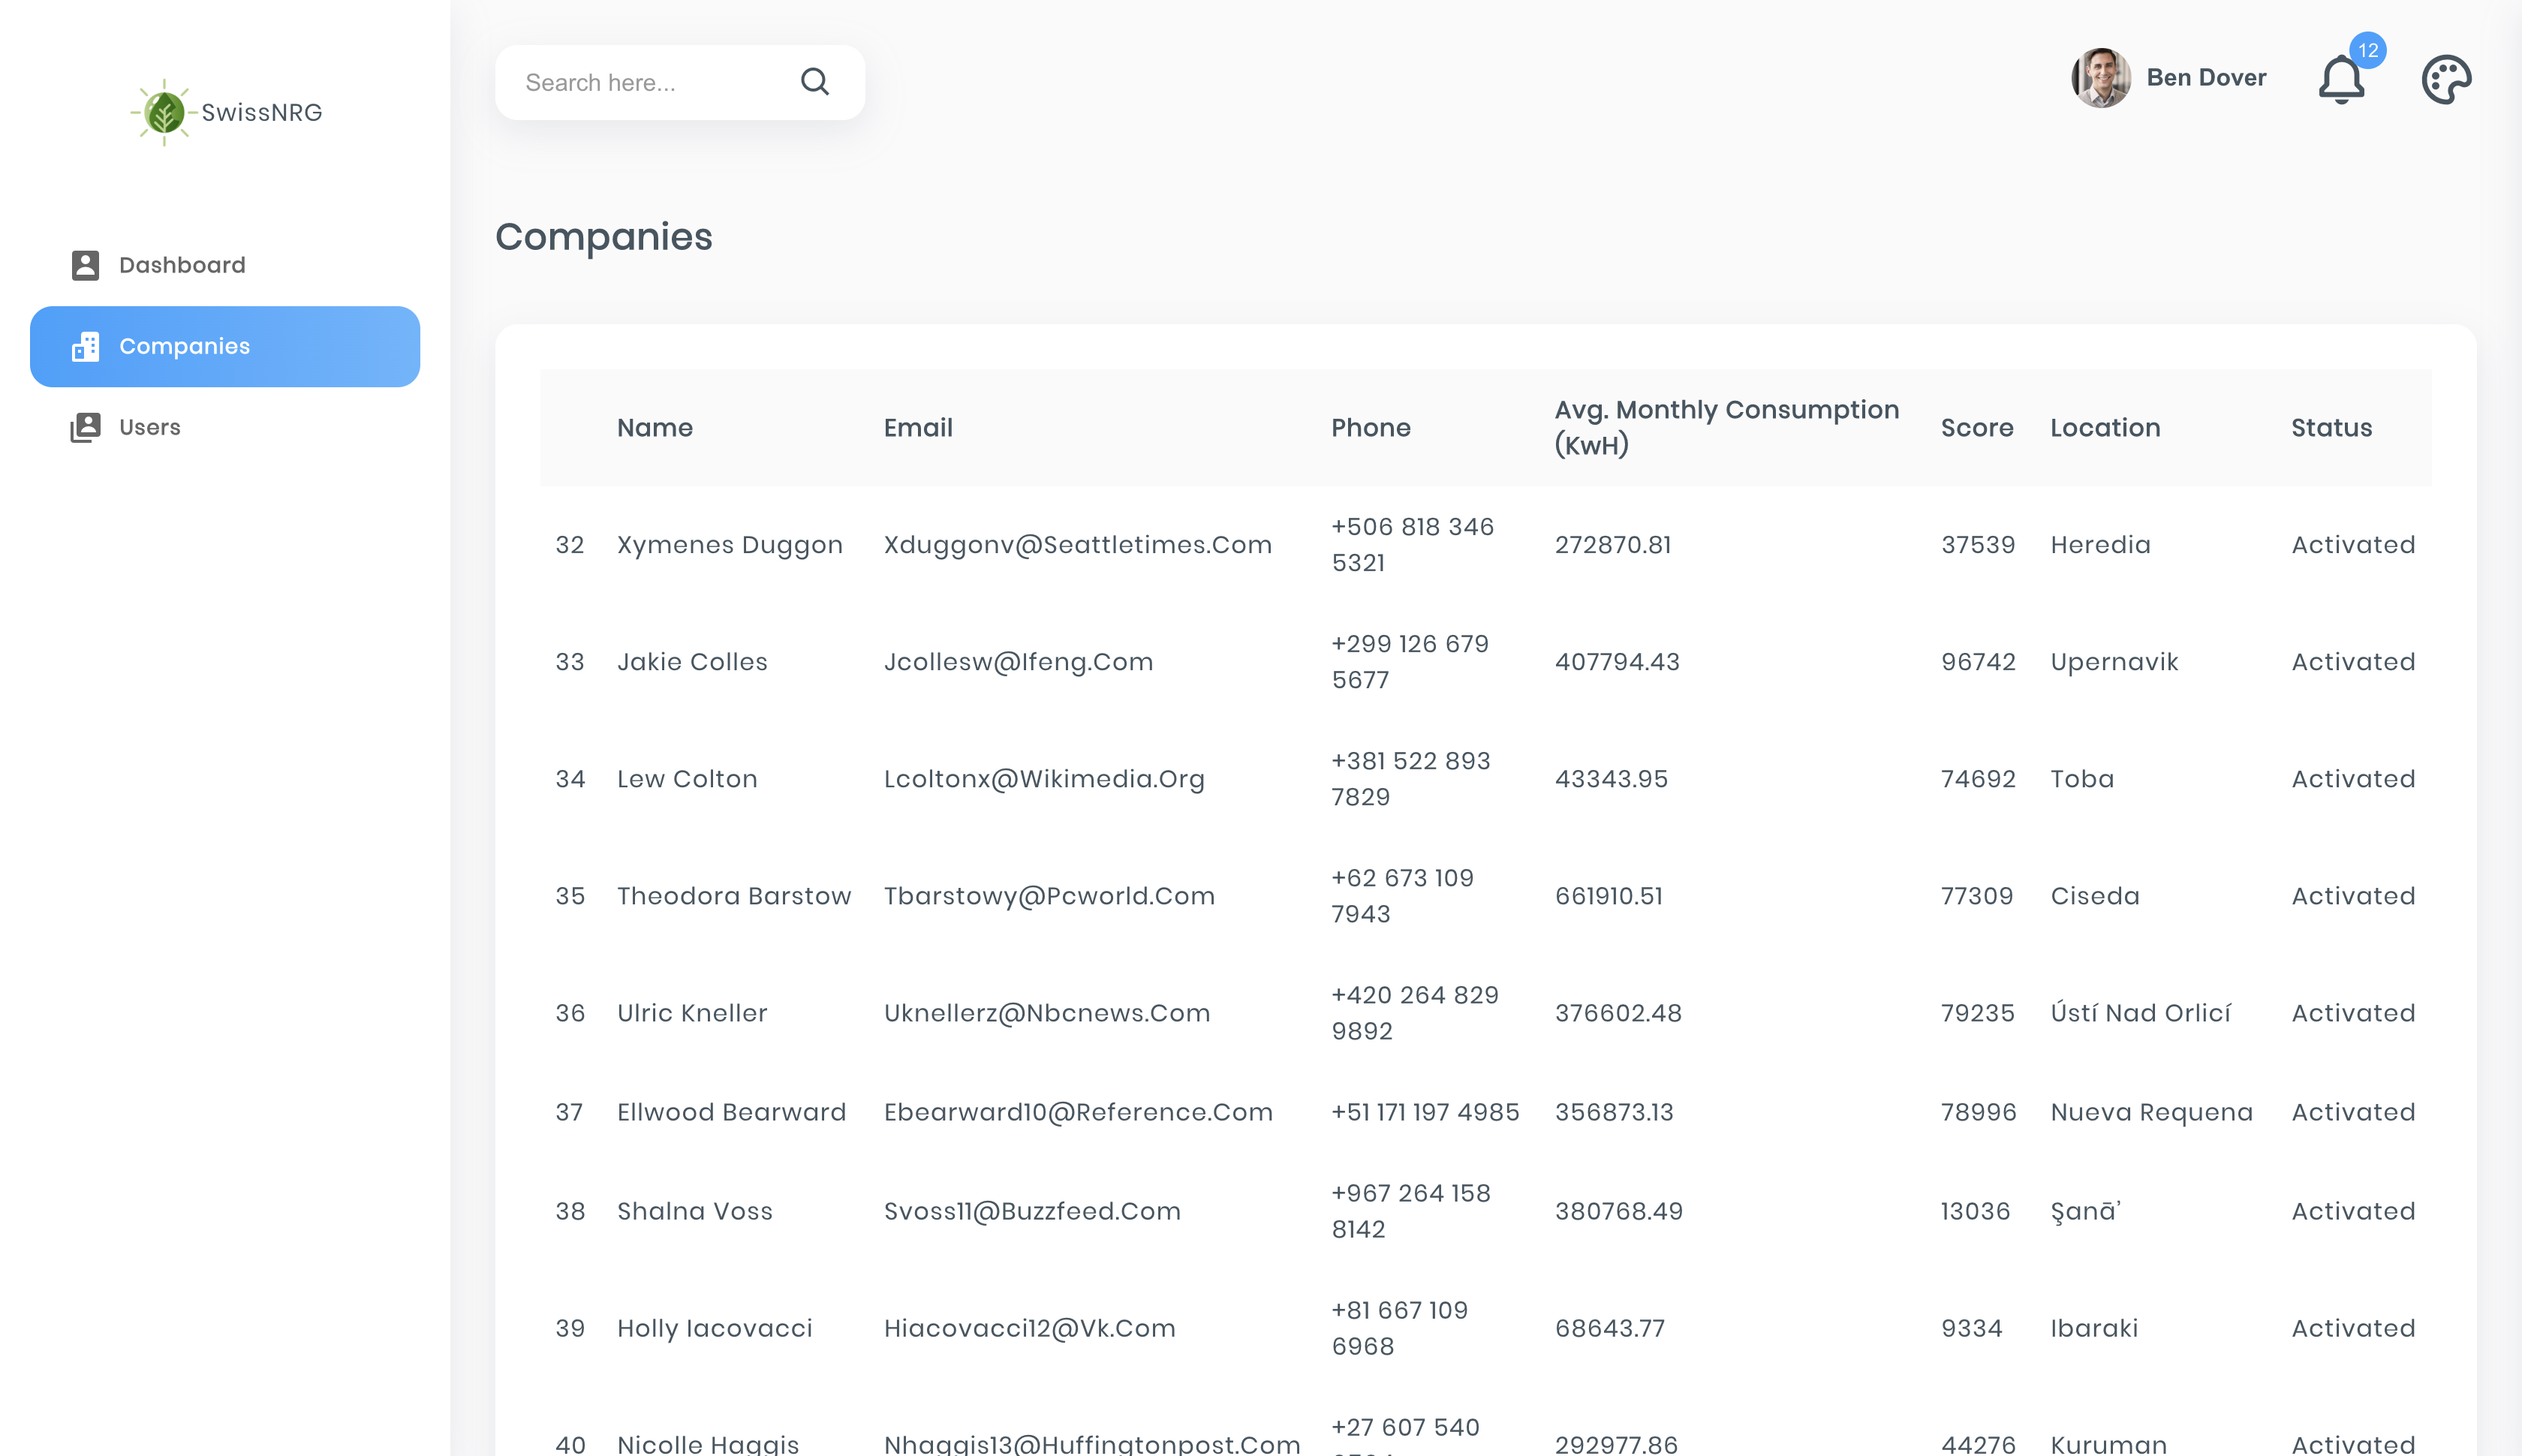 SwissNRG
Dashboard
Companies
Users
Search here...
Ben Dover
12
Companies
Name Email Phone Avg. Monthly Consumption (KwH) Score Location Status
32 Xymenes Duggon Xduggonv@Seattletimes.Com +506 818 346 5321 272870.81 37539 Heredia Activated
33 Jakie Colles Jcollesw@Ifeng.Com +299 126 679 5677 407794.43 96742 Upernavik Activated
34 Lew Colton Lcoltonx@Wikimedia.Org +381 522 893 7829 43343.95 74692 Toba Activated
35 Theodora Barstow Tbarstowy@Pcworld.Com +62 673 109 7943 661910.51 77309 Ciseda Activated
36 Ulric Kneller Uknellerz@Nbcnews.Com +420 264 829 9892 376602.48 79235 Ústí Nad Orlicí Activated
37 Ellwood Bearward Ebearward10@Reference.Com +51 171 197 4985 356873.13 78996 Nueva Requena Activated
38 Shalna Voss Svoss11@Buzzfeed.Com +967 264 158 8142 380768.49 13036 Şanā’ Activated
39 Holly Iacovacci Hiacovacci12@Vk.Com +81 667 109 6968 68643.77 9334 Ibaraki Activated
40 Nicolle Haggis Nhaggis13@Huffingtonpost.Com +27 607 540 292977.86 44276 Kuruman Activated